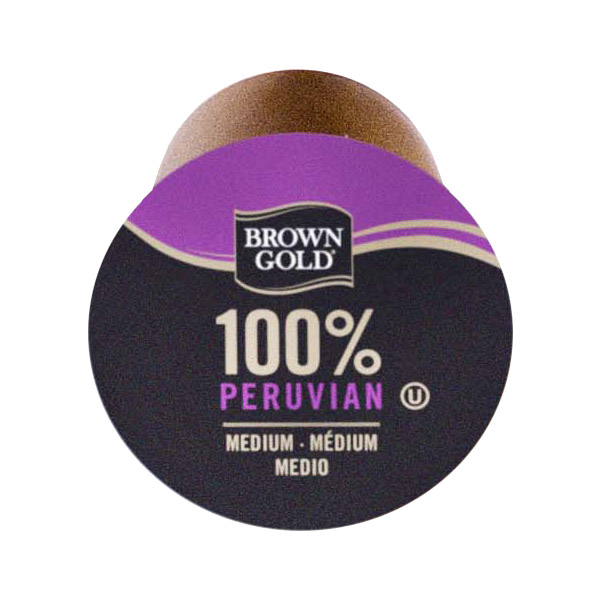 BROWN
GOLD®
100%
PERUVIAN U
MEDIUM · MÉDIUM
MEDIO